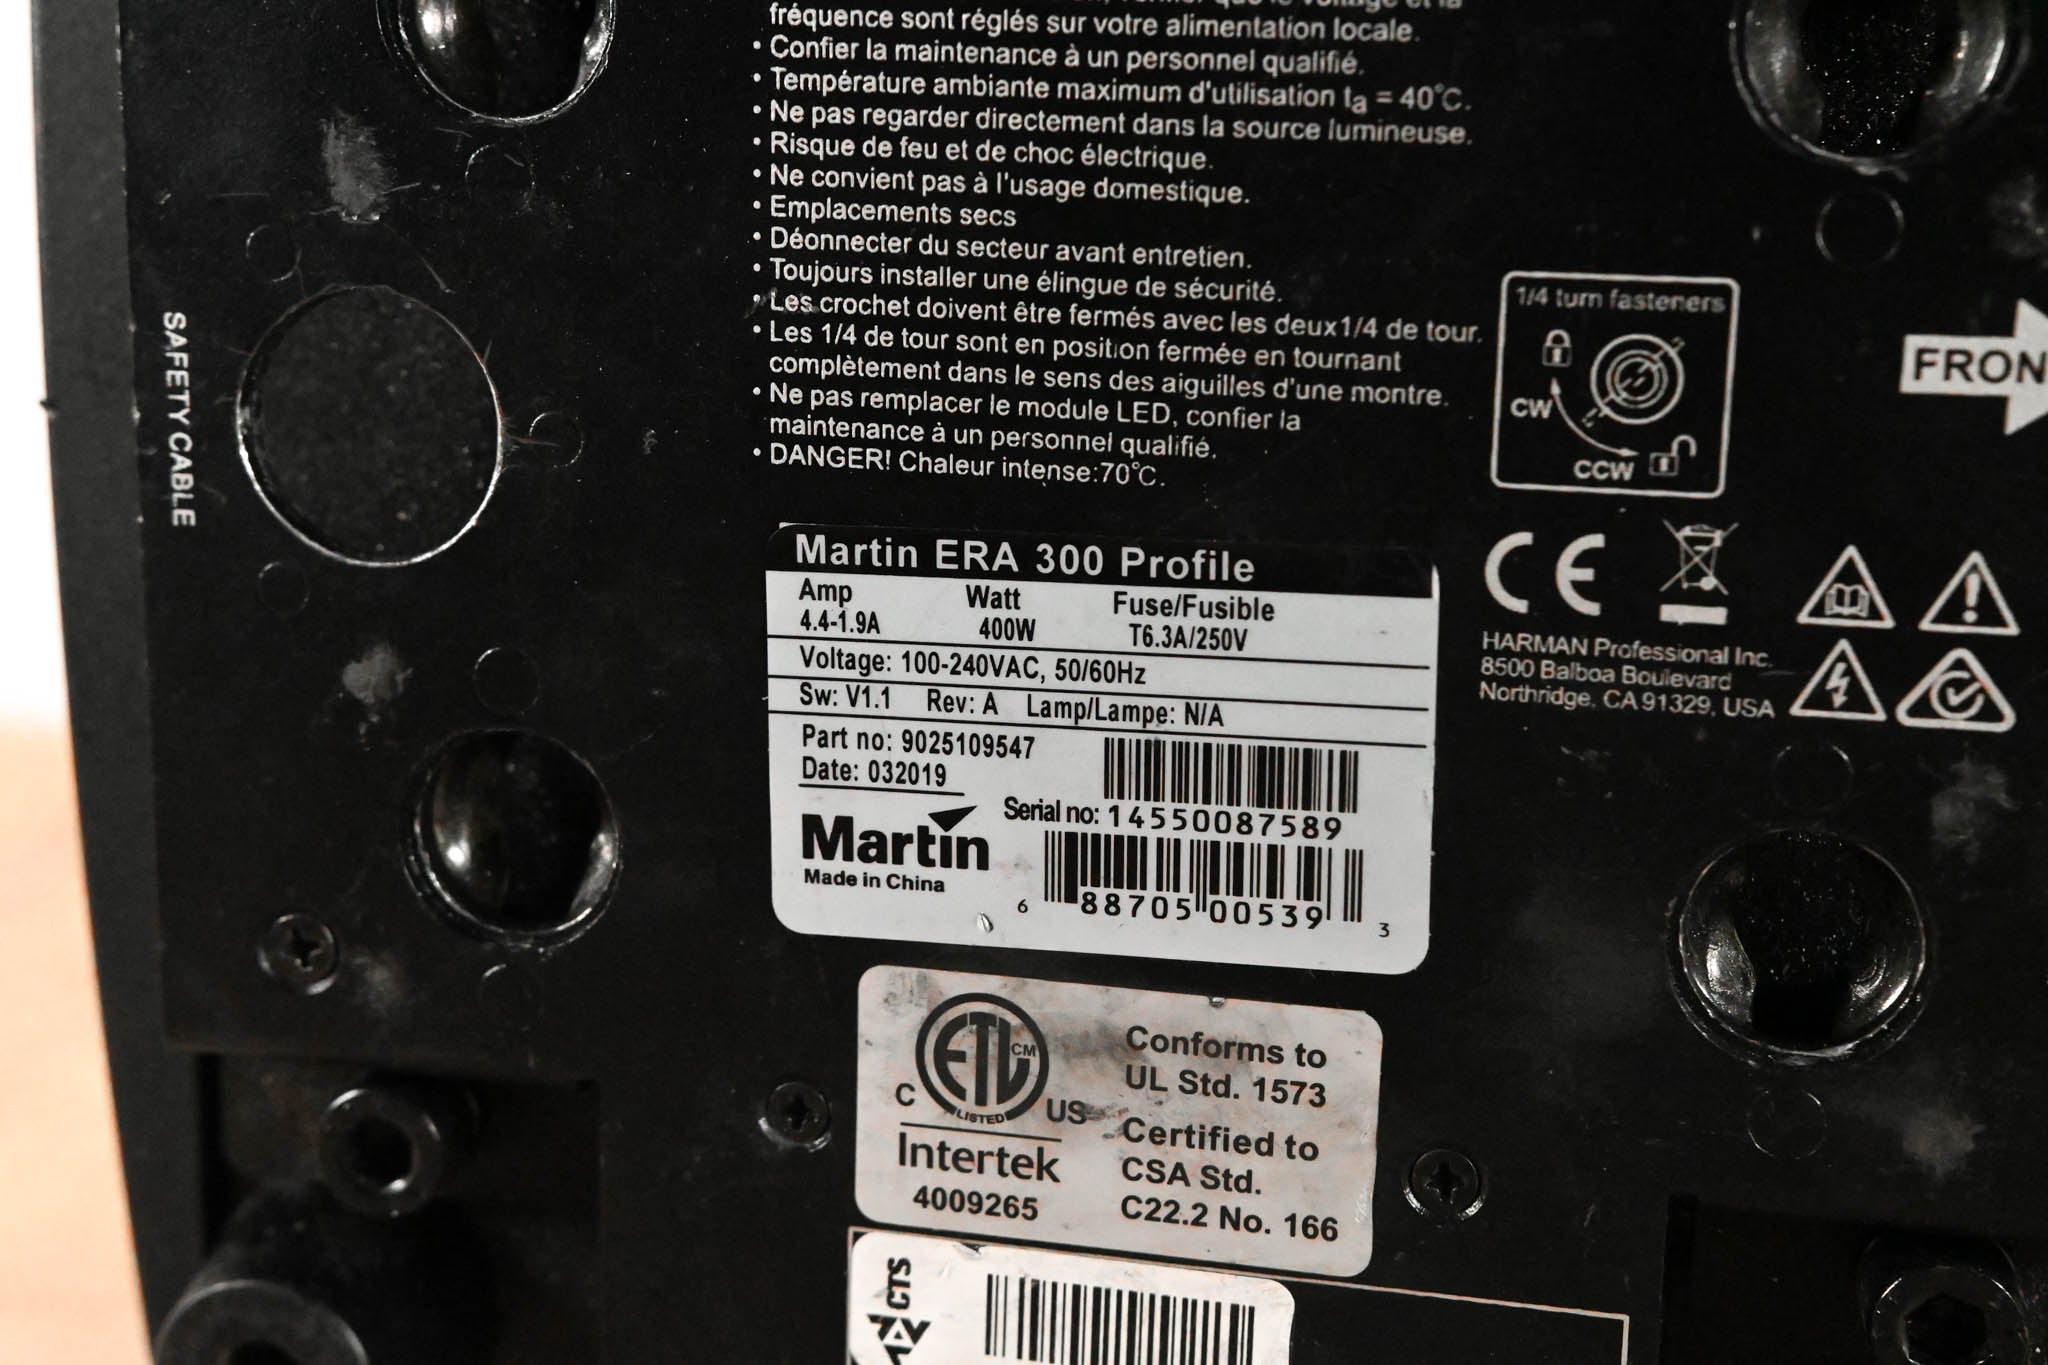 fréquence sont réglés sur votre alimentation locale.
• Confier la maintenance à un personnel qualifié.
• Température ambiante maximum d'utilisation ta = 40°C.
• Ne pas regarder directement dans la source lumineuse.
• Risque de feu et de choc électrique.
• Ne convient pas à l'usage domestique.
• Emplacements secs
• Déonnecter du secteur avant entretien.
• Toujours installer une élingue de sécurité.
• Les crochet doivent être fermés avec les deux1/4 de tour.
• Les 1/4 de tour sont en position fermée en tournant
complètement dans le sens des aiguilles d'une montre.
• Ne pas remplacer le module LED, confier la
maintenance à un personnel qualifié.
• DANGER! Chaleur intense:70°C.
SAFETY CABLE
1/4 turn fasteners
CW
CCW
FRON
CE
HARMAN Professional Inc.
8500 Balboa Boulevard
Northridge, CA 91329, USA
Martin ERA 300 Profile
Amp Watt Fuse/Fusible
4.4-1.9A 400W T6.3A/250V
Voltage: 100-240VAC, 50/60Hz
Sw: V1.1 Rev: A Lamp/Lampe: N/A
Part no: 9025109547
Date: 032019
Serial no: 14550087589
Martin
Made in China
6 88705 00539 3
ETL CM
LISTED
C US
Intertek
4009265
Conforms to
UL Std. 1573
Certified to
CSA Std.
C22.2 No. 166
CTS